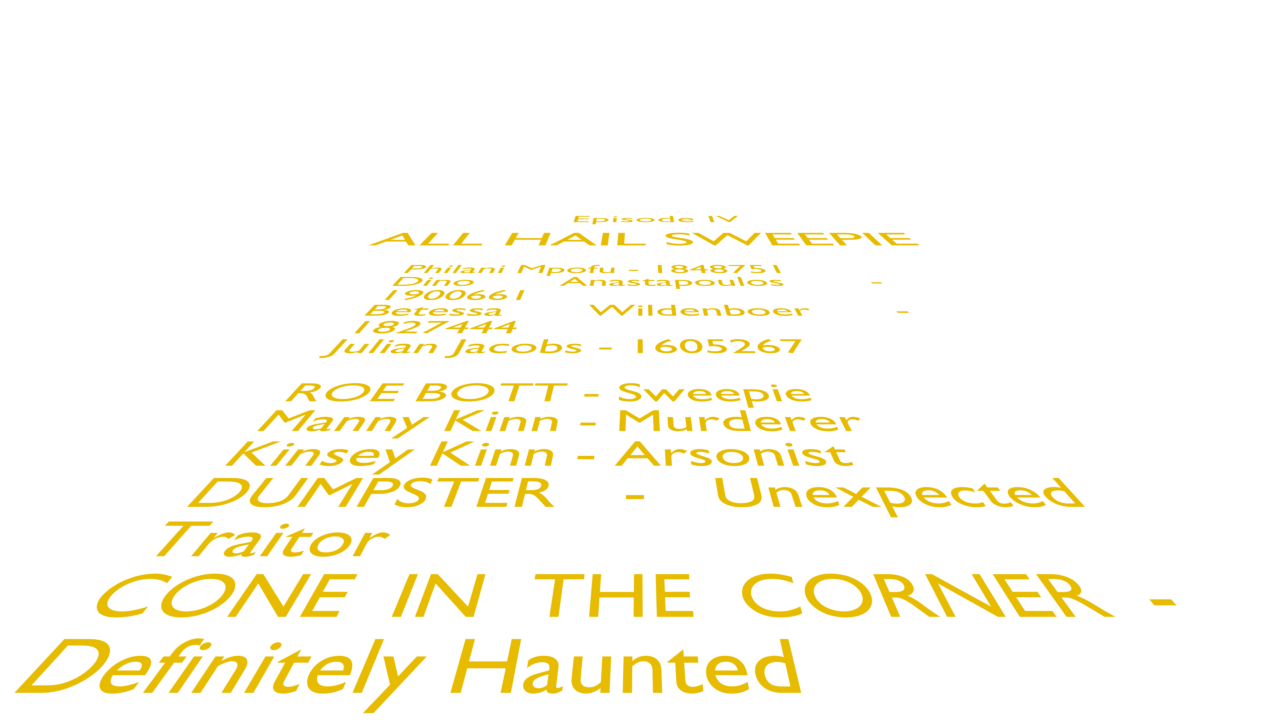 Episode IV
ALL HAIL SWEEPIE
Philani Mpofu - 1848751
Dino Anastapoulos -
1900661
Betessa Wildenboer -
1827444
Julian Jacobs - 1605267
ROE BOTT - Sweepie
Manny Kinn - Murderer
Kinsey Kinn - Arsonist
DUMPSTER - Unexpected
Traitor
CONE IN THE CORNER -
Definitely Haunted